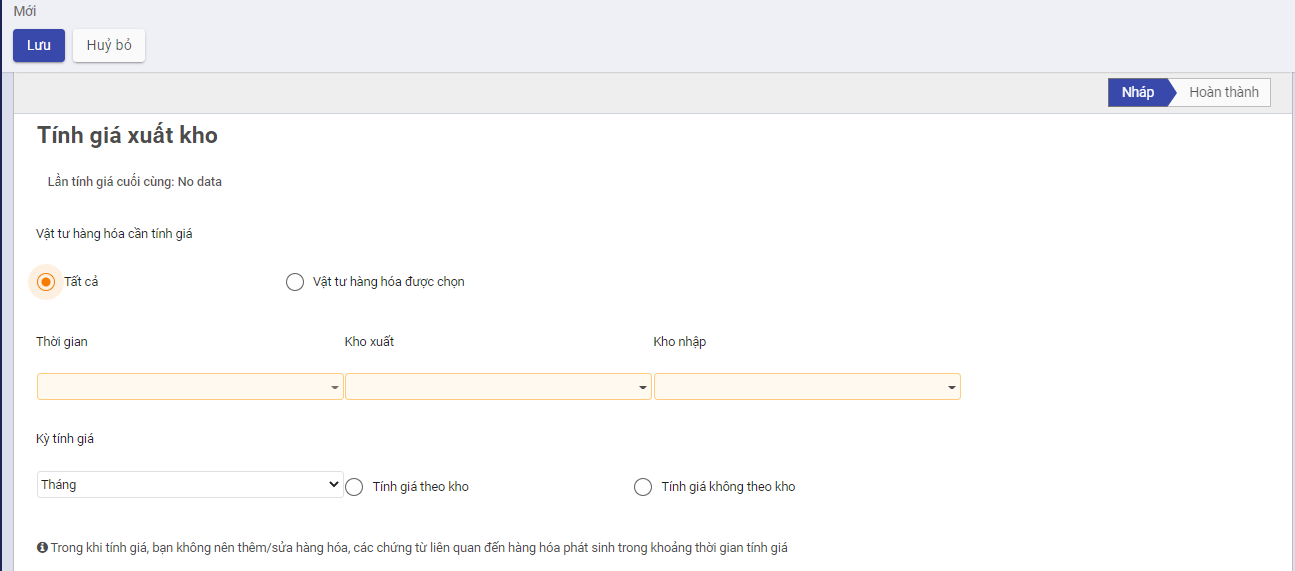 Mới
Lưu Huỷ bỏ
Nháp Hoàn thành
Tính giá xuất kho
Lần tính giá cuối cùng: No data
Vật tư hàng hóa cần tính giá
Tất cả Vật tư hàng hóa được chọn
Thời gian Kho xuất Kho nhập
Kỳ tính giá
Tháng Tính giá theo kho Tính giá không theo kho
Trong khi tính giá, bạn không nên thêm/sửa hàng hóa, các chứng từ liên quan đến hàng hóa phát sinh trong khoảng thời gian tính giá